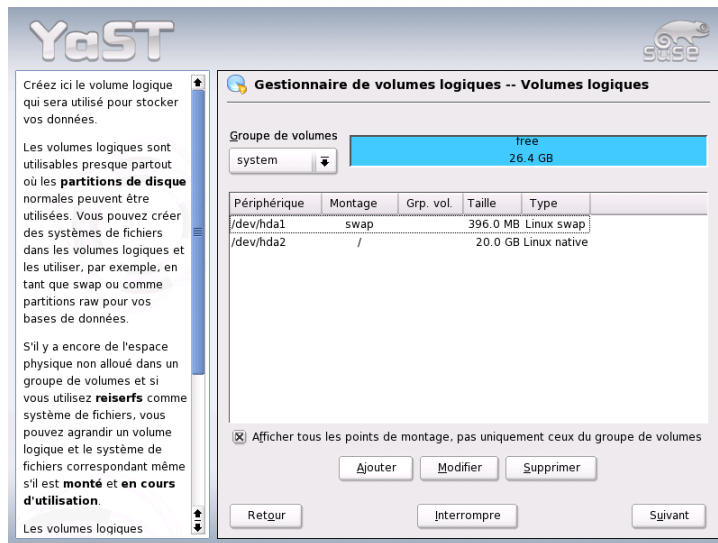 YaST
SUSE
Créez ici le volume logique
qui sera utilisé pour stocker
vos données.
Les volumes logiques sont
utilisables presque partout
où les partitions de disque
normales peuvent être
utilisées. Vous pouvez créer
des systèmes de fichiers
dans les volumes logiques et
les utiliser, par exemple, en
tant que swap ou comme
partitions raw pour vos
bases de données.
S'il y a encore de l'espace
physique non alloué dans un
groupe de volumes et si
vous utilisez reiserfs comme
système de fichiers, vous
pouvez agrandir un volume
logique et le système de
fichiers correspondant même
s'il est monté et en cours
d'utilisation.
Les volumes logiques
Gestionnaire de volumes logiques -- Volumes logiques
Groupe de volumes
system
free
26.4 GB
Périphérique Montage Grp. vol. Taille Type
/dev/hda1 swap 396.0 MB Linux swap
/dev/hda2 / 20.0 GB Linux native
Afficher tous les points de montage, pas uniquement ceux du groupe de volumes
Ajouter Modifier Supprimer
Retour Interrompre Suivant